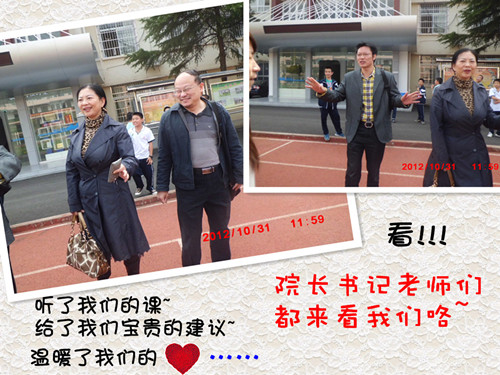 2012/10/31 11:59
2012/10/31 11:59
看!!!
院长书记老师们
都来看我们咯~
听了我们的课~
给了我们宝贵的建议~
温暖了我们的❤……